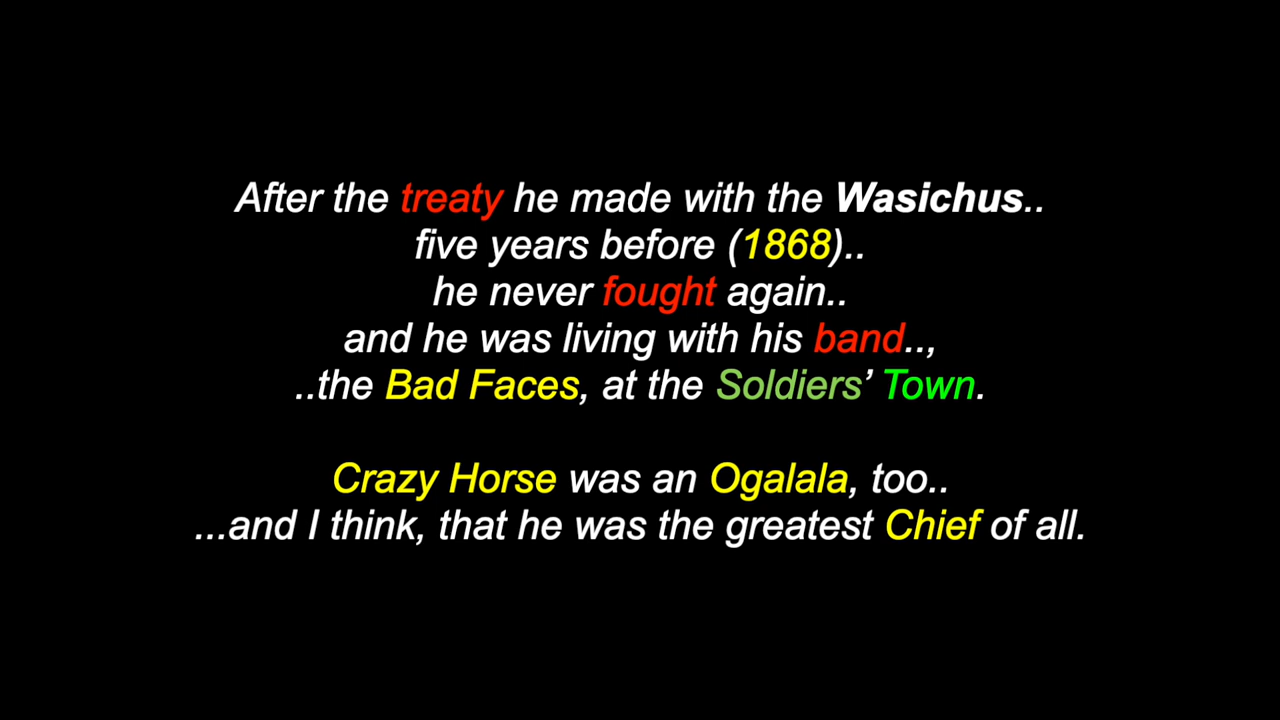 After the treaty he made with the Wasichus..
five years before (1868)..
he never fought again..
and he was living with his band..,
..the Bad Faces, at the Soldiers’ Town.
Crazy Horse was an Ogalala, too..
...and I think, that he was the greatest Chief of all.